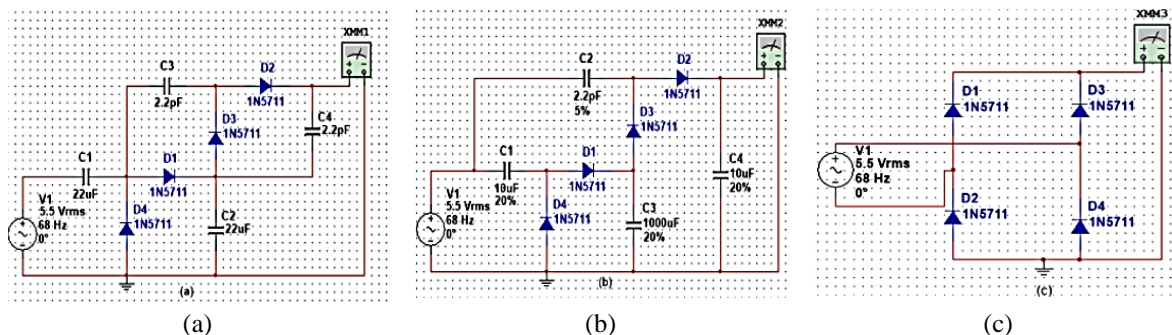 XMM1
C3
2.2pF
D2
1N5711
D3
1N5711
C4
2.2pF
C1
22uF
D1
1N5711
V1
5.5 Vrms
68 Hz
0°
D4
1N5711
C2
22uF
(a)
(a)
XMM2
C2
2.2pF
5%
D2
1N5711
D3
1N5711
C1
10uF
20%
D1
1N5711
C4
10uF
20%
V1
5.5 Vrms
68 Hz
0°
D4
1N5711
C3
1000uF
20%
(b)
(b)
XMM3
D1
1N5711
D3
1N5711
V1
5.5 Vrms
68 Hz
0°
D2
1N5711
D4
1N5711
(c)
(c)